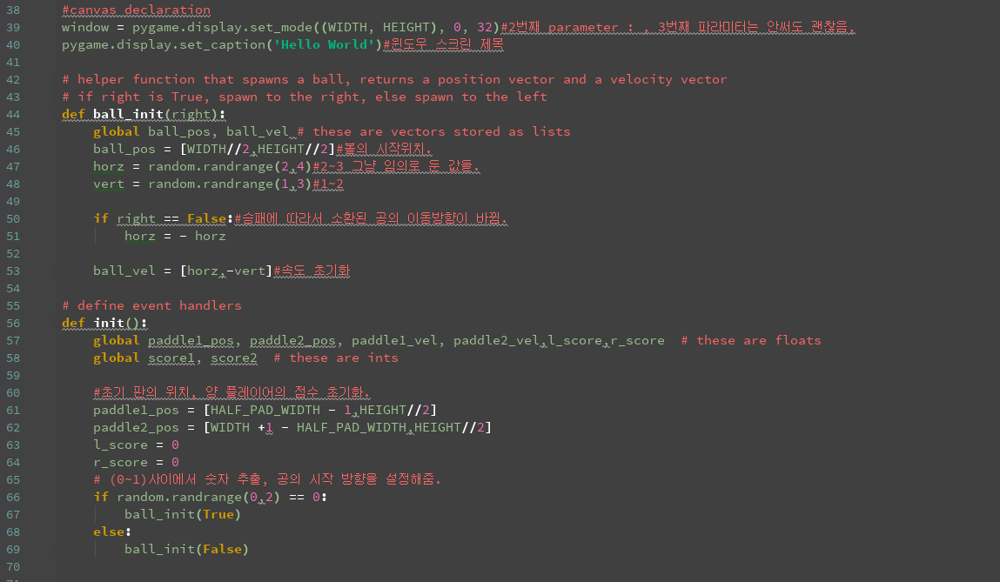 38 #canvas declaration
39 window = pygame.display.set_mode((WIDTH, HEIGHT), 0, 32)#2번째 parameter : , 3번째 파라미터는 안써도 괜찮음,
40 pygame.display.set_caption('Hello World')#윈도우 스크린 제목
41
42 # helper function that spawns a ball, returns a position vector and a velocity vector
43 # if right is True, spawn to the right, else spawn to the left
44 def ball_init(right):
45 global ball_pos, ball_vel # these are vectors stored as lists
46 ball_pos = [WIDTH//2,HEIGHT//2]#볼의 시작위치.
47 horz = random.randrange(2,4)#2~3 그냥 임의로 둔 값들.
48 vert = random.randrange(1,3)#1~2
49
50 if right == False:#승패에 따라서 소환된 공의 이동방향이 바뀜.
51 horz = - horz
52
53 ball_vel = [horz,-vert]#속도 초기화
54
55 # define event handlers
56 def init():
57 global paddle1_pos, paddle2_pos, paddle1_vel, paddle2_vel,l_score,r_score  # these are floats
58 global score1, score2  # these are ints
59
60 #초기 판의 위치, 양 플레이어의 점수 초기화.
61 paddle1_pos = [HALF_PAD_WIDTH - 1,HEIGHT//2]
62 paddle2_pos = [WIDTH +1 - HALF_PAD_WIDTH,HEIGHT//2]
63 l_score = 0
64 r_score = 0
65 # (0~1)사이에서 숫자 추출, 공의 시작 방향을 설정해줌.
66 if random.randrange(0,2) == 0:
67 ball_init(True)
68 else:
69 ball_init(False)
70